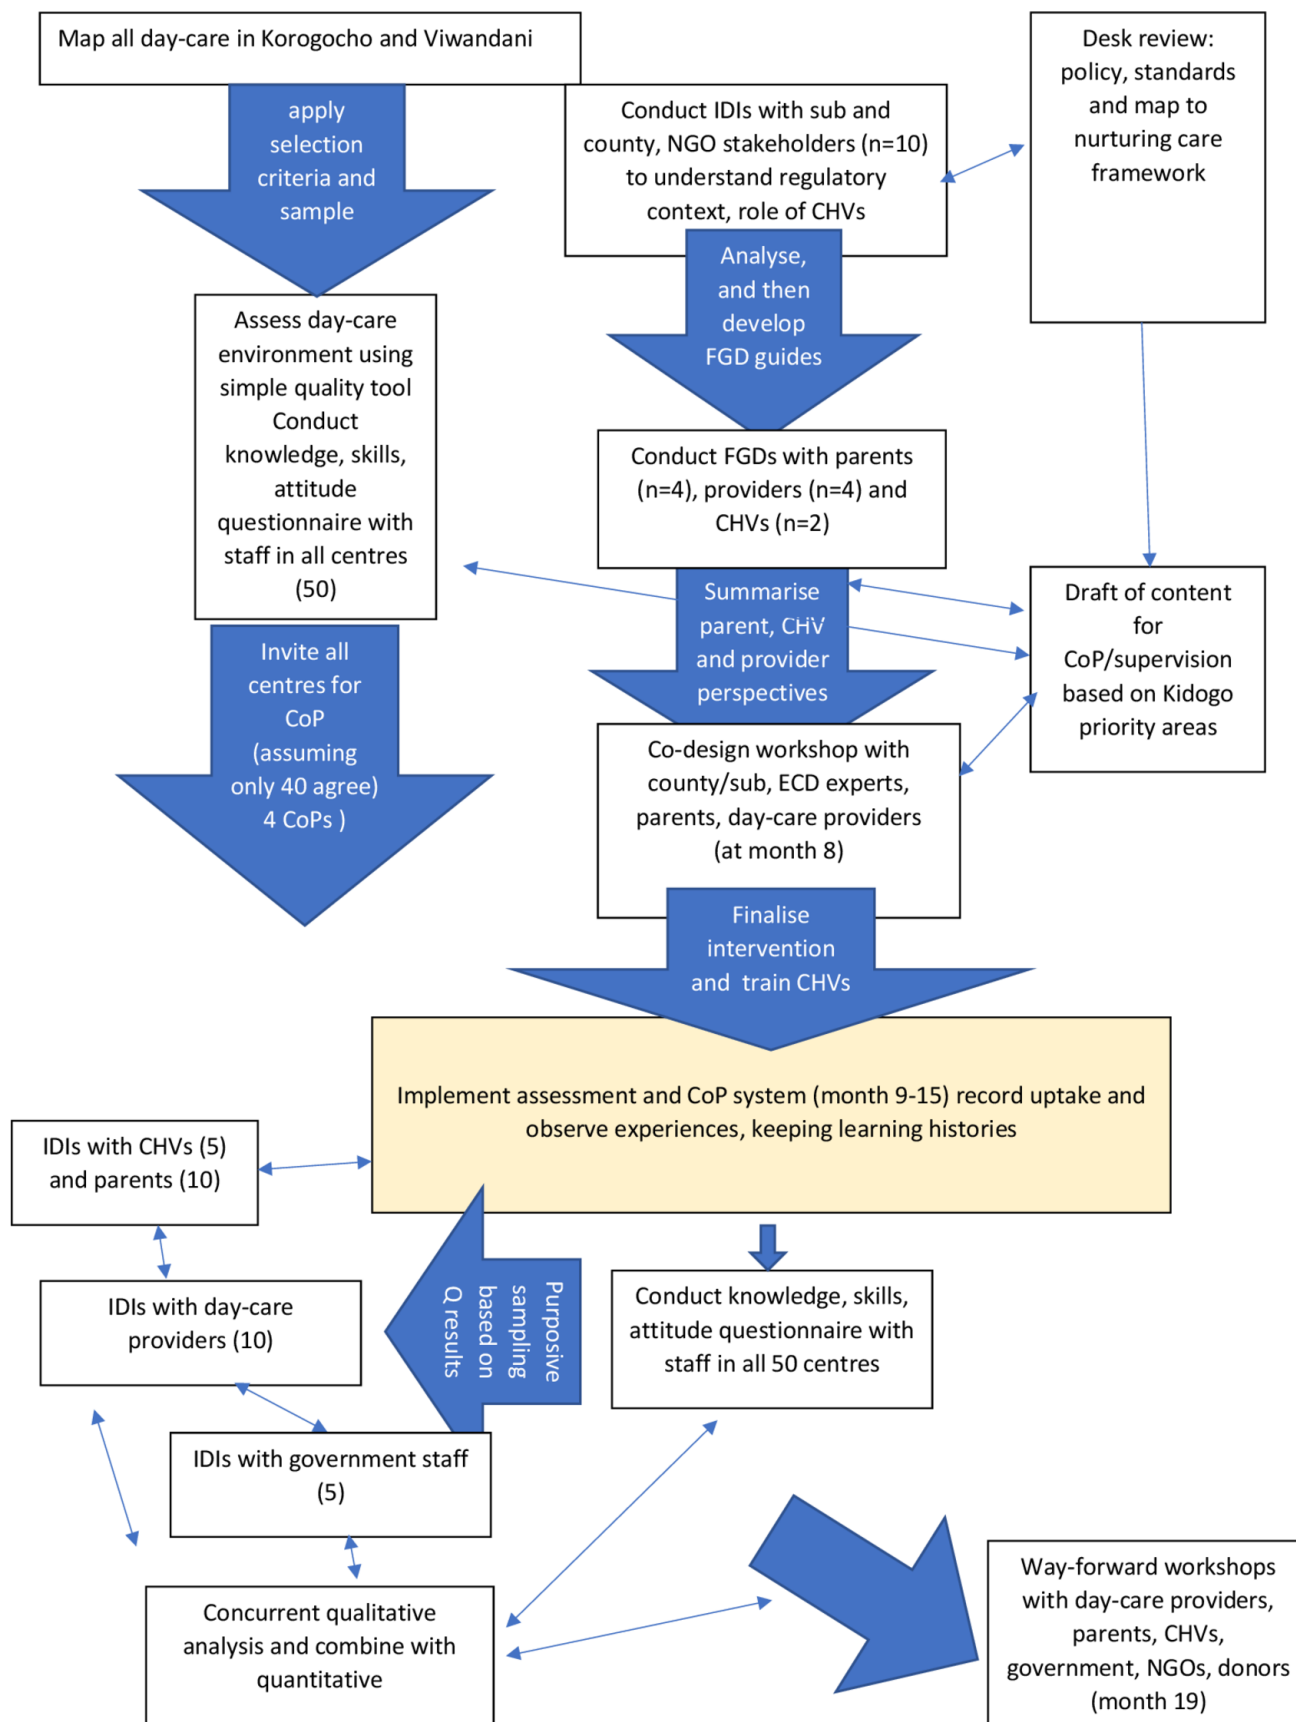 Map all day-care in Korogocho and Viwandani
apply
selection
criteria and
sample
Conduct IDIs with sub and
county, NGO stakeholders (n=10)
to understand regulatory
context, role of CHVs
Desk review:
policy, standards
and map to
nurturing care
framework
Analyse,
and then
develop
FGD guides
Assess day-care
environment using
simple quality tool
Conduct
knowledge, skills,
attitude
questionnaire with
staff in all centres
(50)
Conduct FGDs with parents
(n=4), providers (n=4) and
CHVs (n=2)
Summarise
parent, CHV
and provider
perspectives
Draft of content
for
CoP/supervision
based on Kidogo
priority areas
Invite all
centres for
CoP
(assuming
only 40 agree)
4 CoPs )
Co-design workshop with
county/sub, ECD experts,
parents, day-care providers
(at month 8)
Finalise
intervention
and  train CHVs
Implement assessment and CoP system (month 9-15) record uptake and
observe experiences, keeping learning histories
IDIs with CHVs (5)
and parents (10)
IDIs with day-care
providers (10)
Purposive
sampling
based on
Q results
Conduct knowledge, skills,
attitude questionnaire with
staff in all 50 centres
IDIs with government staff
(5)
Concurrent qualitative
analysis and combine with
quantitative
Way-forward workshops
with day-care providers,
parents, CHVs,
government, NGOs, donors
(month 19)